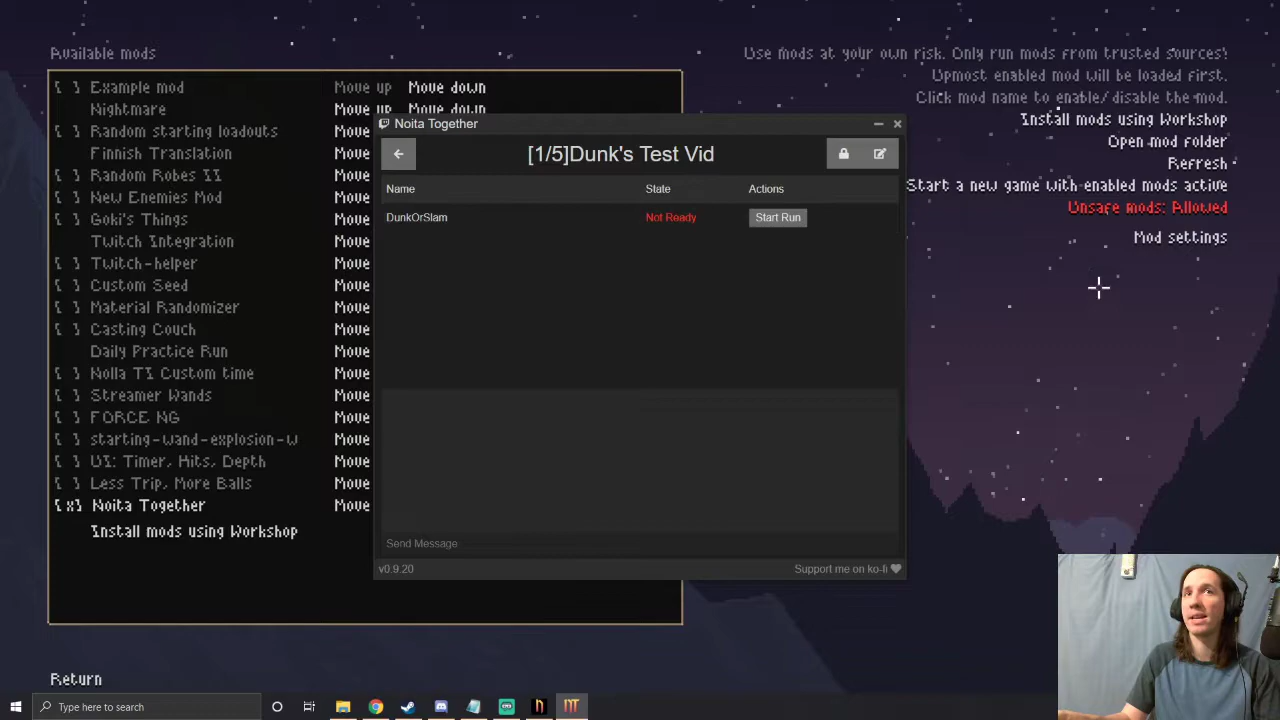 Available mods
[ ] Example mod Move up Move down
Nightmare Move up Move down
[ ] Random starting loadouts Move
Finnish Translation Move
[ ] Random Robes II Move
[ ] New Enemies Mod Move
[ ] Goki's Things Move
Twitch Integration Move
[ ] Twitch-helper Move
[ ] Custom Seed Move
[ ] Material Randomizer Move
[ ] Casting Couch Move
Daily Practice Run Move
[ ] Nolla T1 Custom time Move
[ ] Streamer Wands Move
[ ] FORCE NG Move
[ ] starting-wand-explosion-w Move
[ ] UI: Timer, Hits, Depth Move
[ ] Less Trip, More Balls Move
[x] Noita Together Move
Install mods using Workshop
Return
Use mods at your own risk. Only run mods from trusted sources!
Upmost enabled mod will be loaded first.
Click mod name to enable/disable the mod.
Install mods using Workshop
Open mod folder
Refresh
Start a new game with enabled mods active
Unsafe mods: Allowed
Mod settings
Noita Together
[1/5]Dunk's Test Vid
Name State Actions
DunkOrSlam Not Ready Start Run
Send Message
v0.9.20 Support me on ko-fi
Type here to search